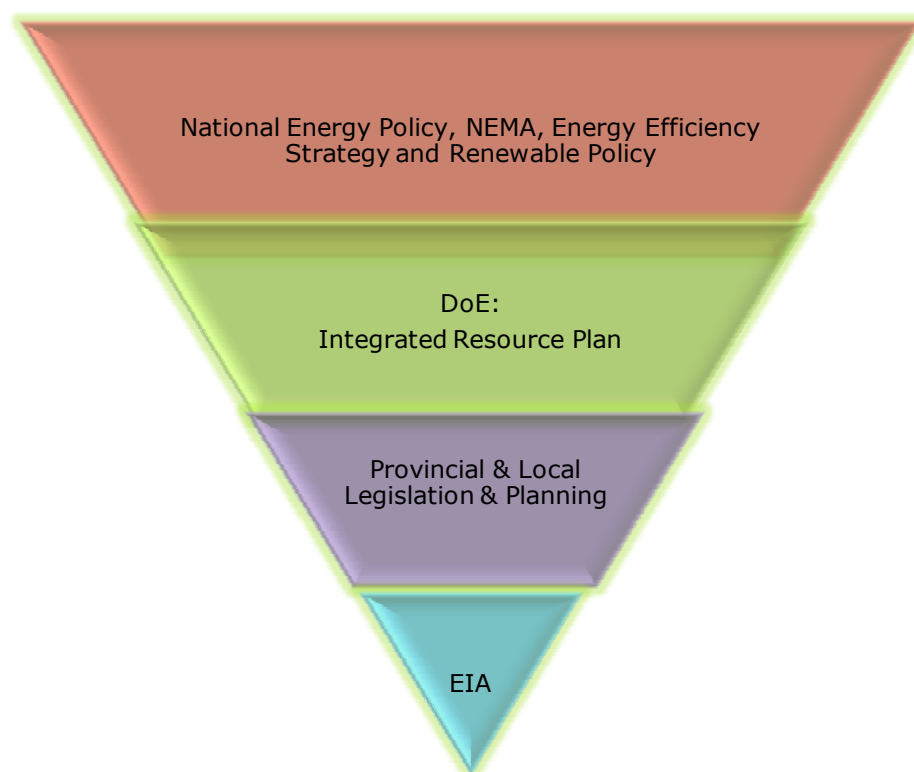 National Energy Policy, NEMA, Energy Efficiency
Strategy and Renewable Policy
DoE:
Integrated Resource Plan
Provincial & Local
Legislation & Planning
EIA